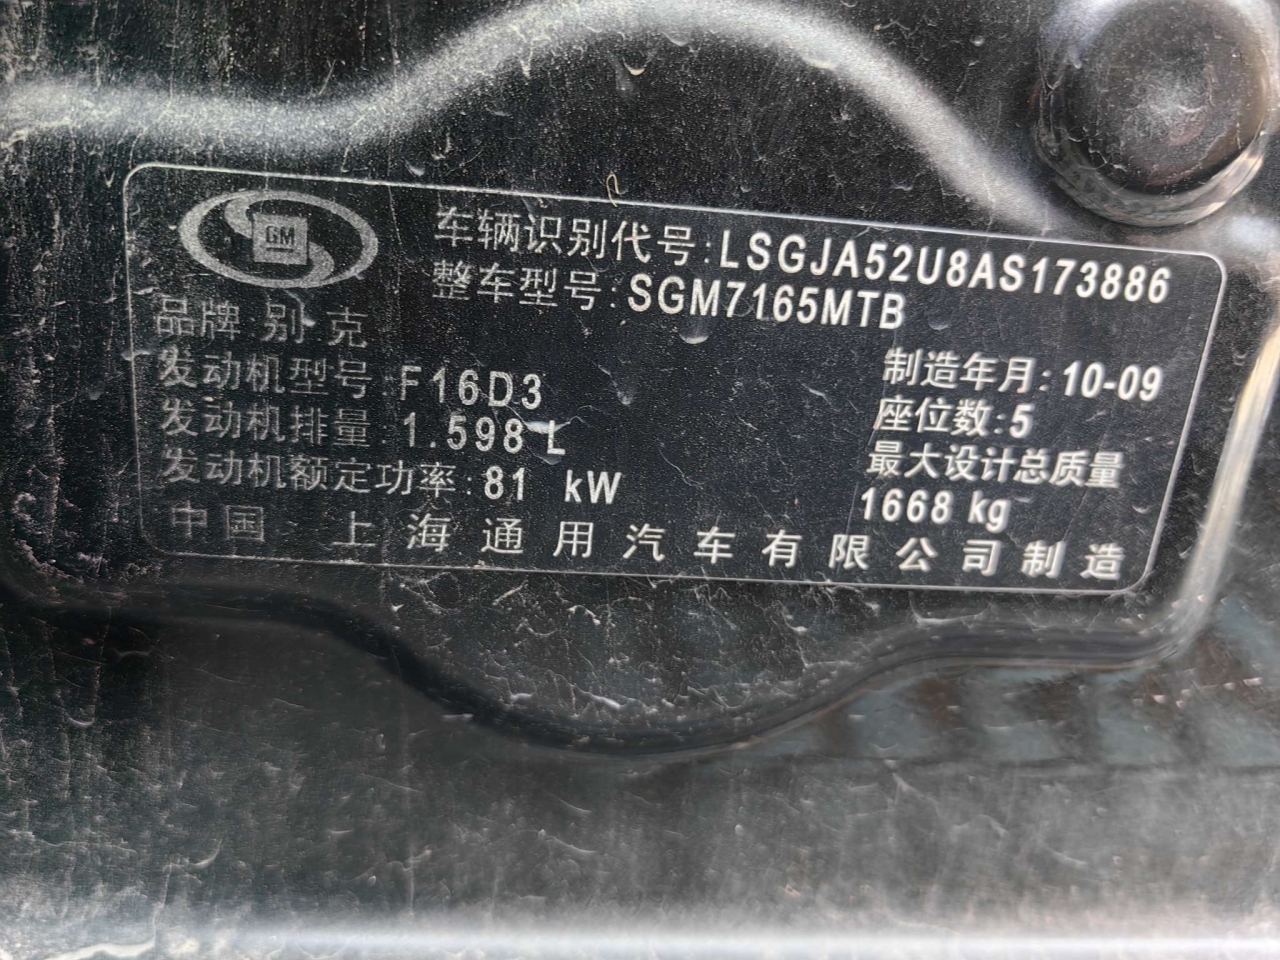 GM
车辆识别代号:LSGJA52U8AS173886
整车型号:SGM7165MTB
品牌 别克
发动机型号:F16D3
制造年月:10-09
发动机排量:1.598 L
座位数:5
发动机额定功率:81 kW
最大设计总质量
1668 kg
中国 上海通用汽车有限公司制造